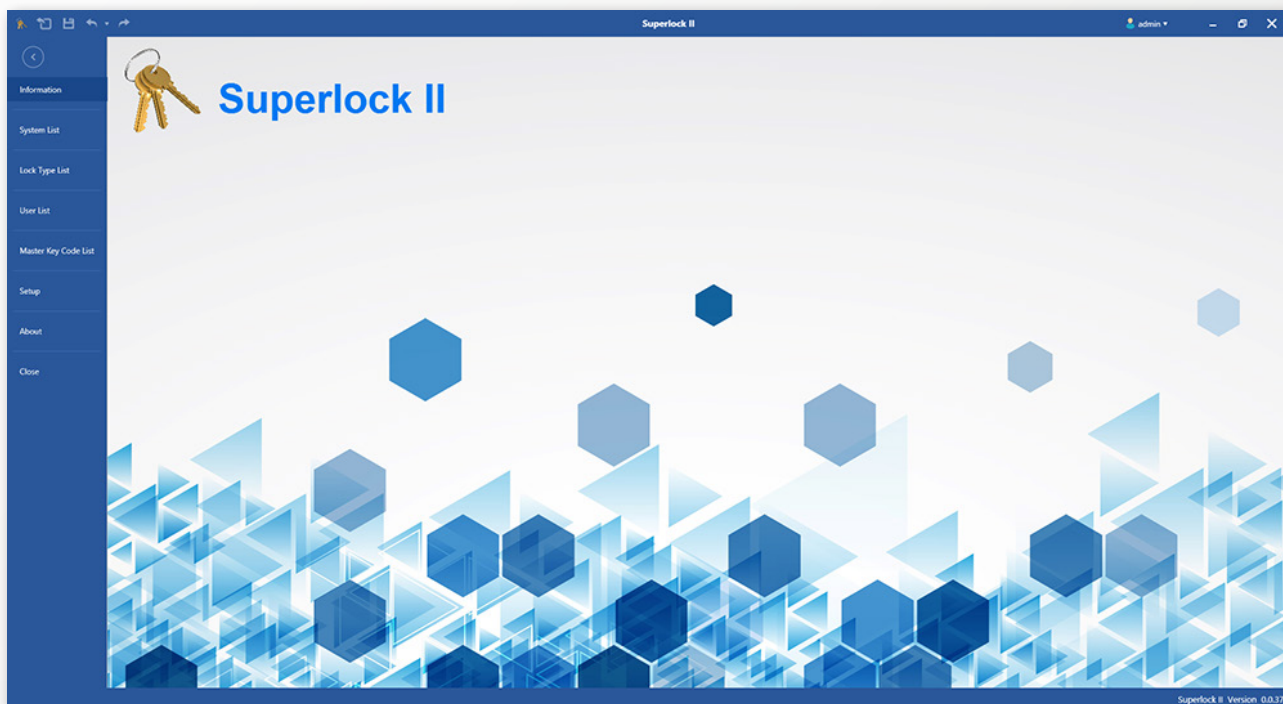 Superlock II
admin
Superlock II
Information
System List
Lock Type List
User List
Master Key Code List
Setup
About
Close
Superlock II Version 0.0.37